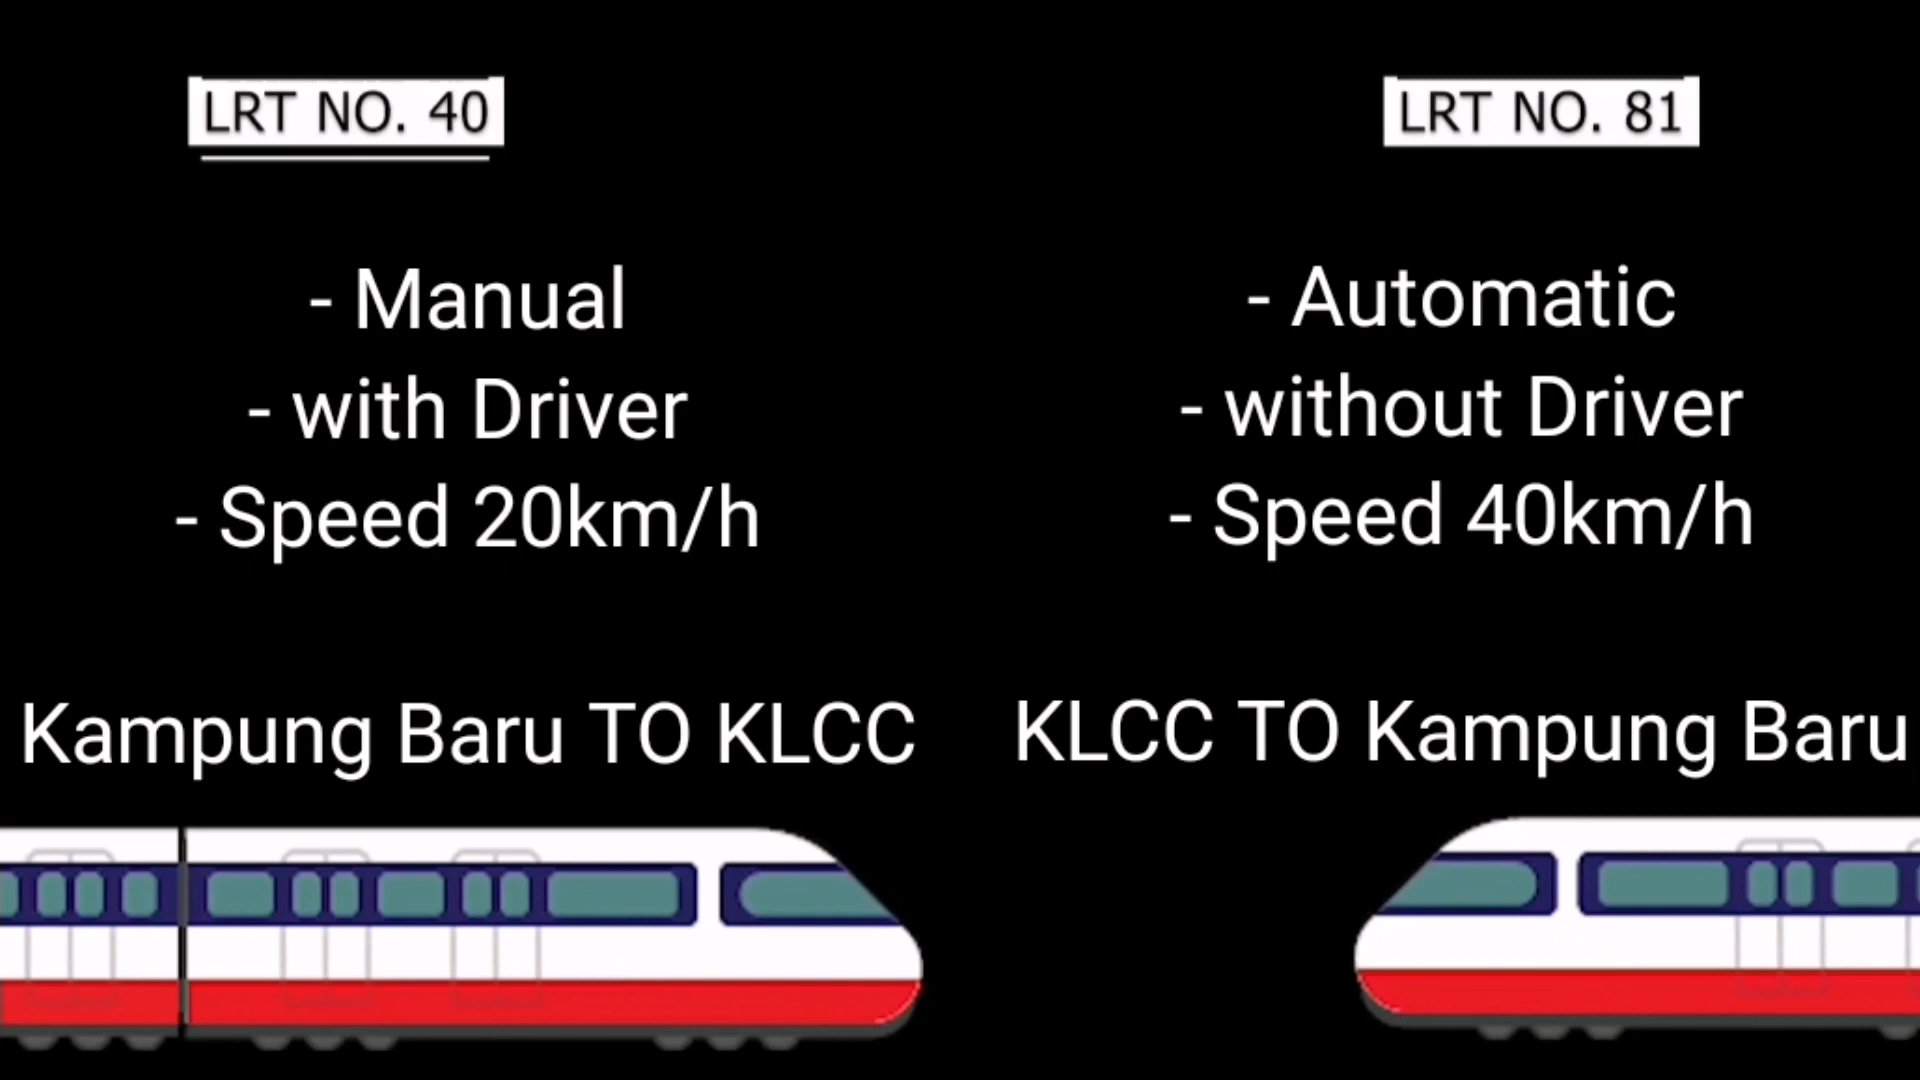 LRT NO. 40
- Manual
- with Driver
- Speed 20km/h
Kampung Baru TO KLCC
LRT NO. 81
- Automatic
- without Driver
- Speed 40km/h
KLCC TO Kampung Baru